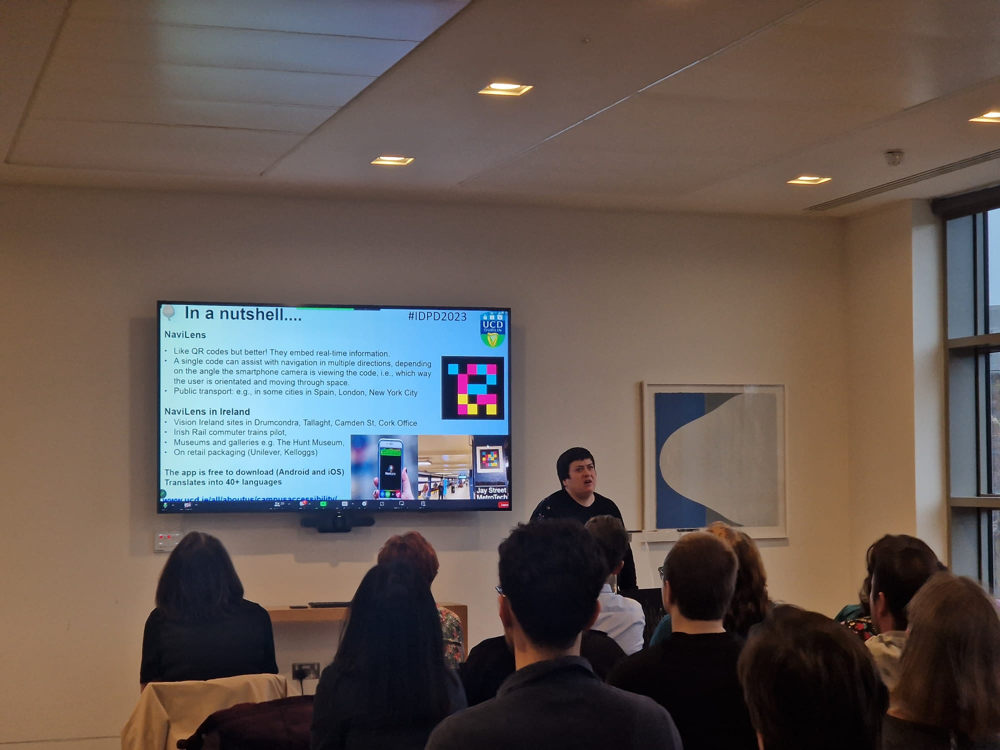 In a nutshell....
#IDPD2023
UCD
DUBLIN
NaviLens
• Like QR codes but better! They embed real-time information.
• A single code can assist with navigation in multiple directions, depending
on the angle the smartphone camera is viewing the code, i.e., which way
the user is orientated and moving through space.
• Public transport: e.g., in some cities in Spain, London, New York City
NaviLens in Ireland
• Vision Ireland sites in Drumcondra, Tallaght, Camden St, Cork Office
• Irish Rail commuter trains pilot,
• Museums and galleries e.g. The Hunt Museum,
• On retail packaging (Unilever, Kelloggs)
The app is free to download (Android and iOS)
Translates into 40+ languages
www.ucd.ie/all/aboutus/campusaccessibility/
NaviLens
Jay Street
MetroTech
Leave